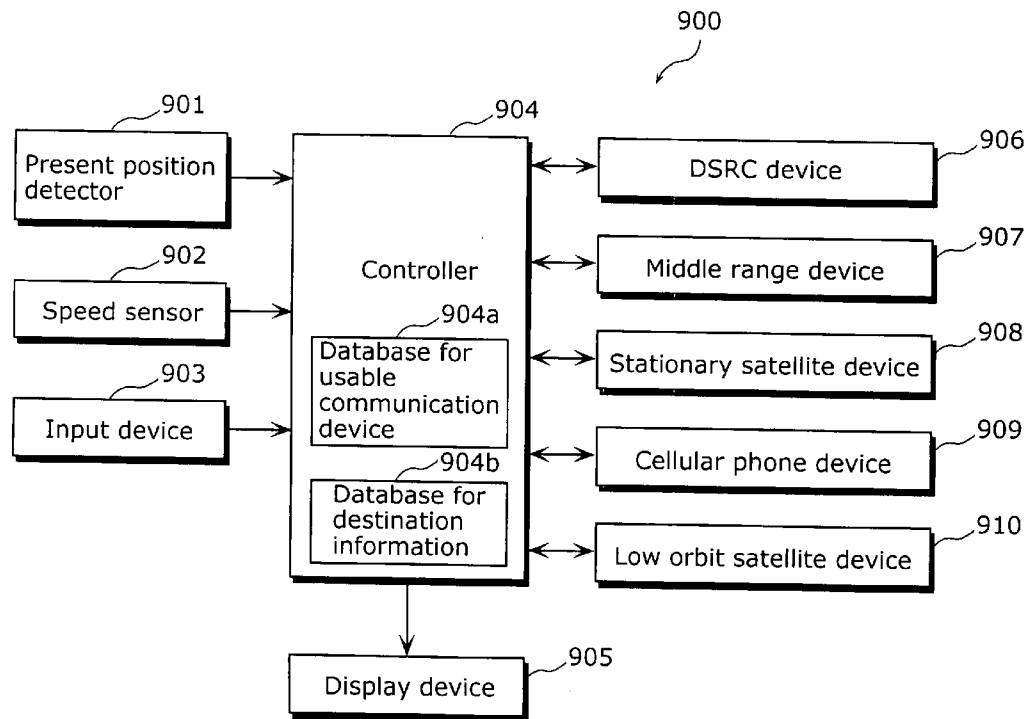 900
901
Present position
detector
902
Speed sensor
903
Input device
904
Controller
904a
Database for
usable
communication
device
904b
Database for
destination
information
905
Display device
906
DSRC device
907
Middle range device
908
Stationary satellite device
909
Cellular phone device
910
Low orbit satellite device